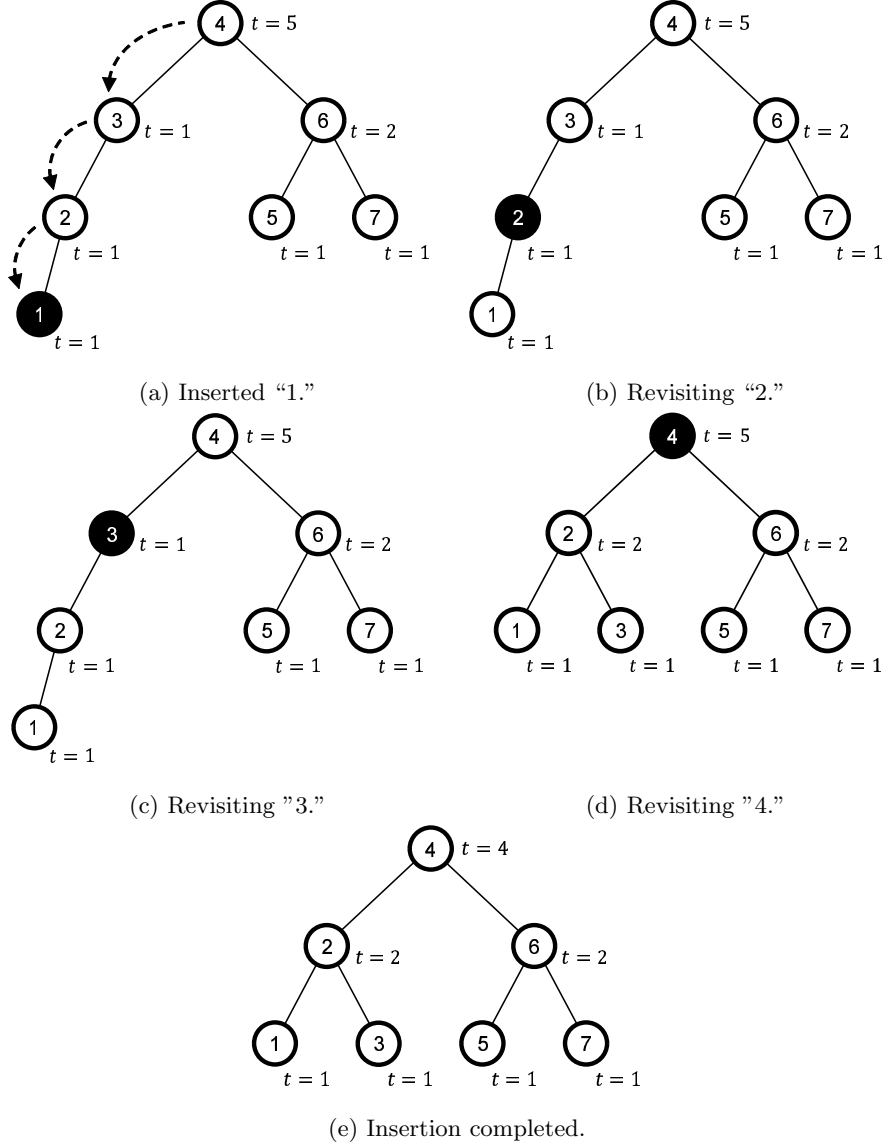 4 t = 5 4 t = 5
3 t = 1 6 t = 2 3 t = 1 6 t = 2
2 t = 1 5 t = 1 7 t = 1 2 t = 1 5 t = 1 7 t = 1
1 t = 1 1 t = 1
(a) Inserted “1.” (b) Revisiting “2.”
4 t = 5 4 t = 5
3 t = 1 6 t = 2 2 t = 2 6 t = 2
2 t = 1 5 t = 1 7 t = 1 1 t = 1 3 t = 1 5 t = 1 7 t = 1
1 t = 1
(c) Revisiting ”3.” (d) Revisiting ”4.”
4 t = 4
2 t = 2 6 t = 2
1 t = 1 3 t = 1 5 t = 1 7 t = 1
(e) Insertion completed.